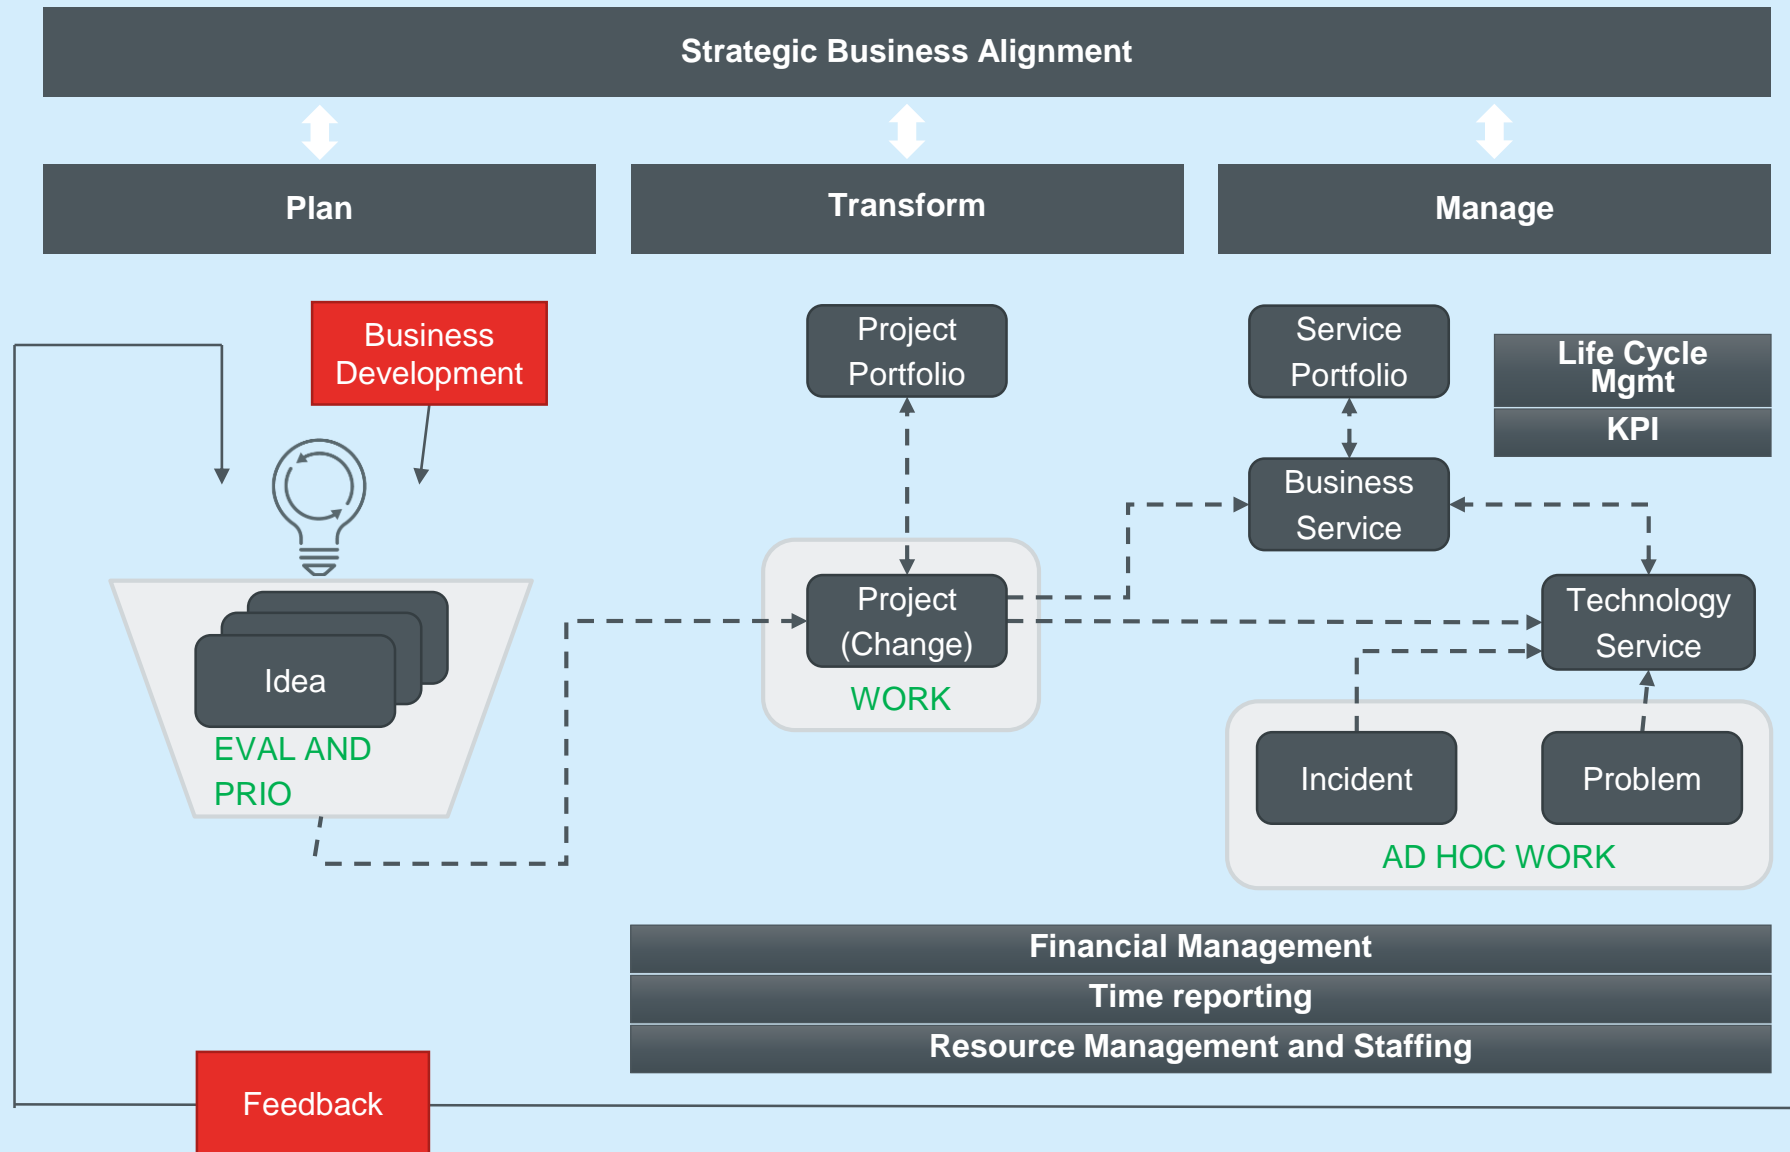 Strategic Business Alignment
Plan
Transform
Manage
Business
Development
Project
Portfolio
Service
Portfolio
Life Cycle
Mgmt
KPI
Business
Service
Project
(Change)
WORK
Technology
Service
Idea
EVAL AND
PRIO
Incident
Problem
AD HOC WORK
Financial Management
Time reporting
Resource Management and Staffing
Feedback